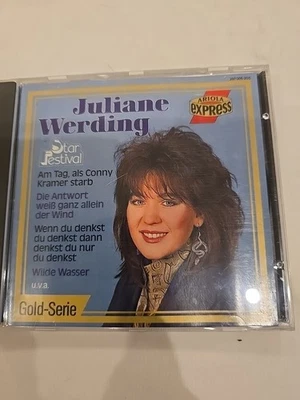 Juliane
Werding
ARIOLA
express
Star
Festival
Am Tag, als Conny
Kramer starb
Die Antwort
weiß ganz allein
der Wind
Wenn du denkst
du denkst dann
denkst du nur
du denkst
Wilde Wasser
u.v.a.
Gold-Serie